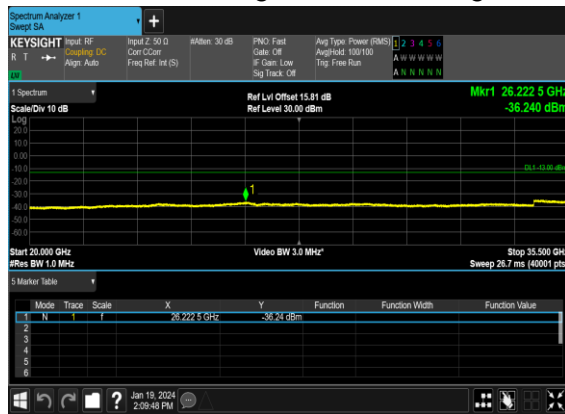 Spectrum Analyzer 1
Swept SA
+
KEYSIGHT Input: RF Input Z: 50 Ω #Atten: 30 dB PNO: Fast Avg Type: Power (RMS) 1 2 3 4 5 6
R T Coupling: DC Corr CCorr Gate: Off Avg|Hold: 100/100 A W W W W W
Align: Auto Freq Ref: Int (S) IF Gain: Low Trig: Free Run
LW Sig Track: Off A N N N N N
1 Spectrum Ref Lvl Offset 15.81 dB Mkr1 26.222 5 GHz
Scale/Div 10 dB Ref Level 30.00 dBm -36.240 dBm
Log
20.0
10.0
0.00
-10.0 DL1 -13.00 dBm
-20.0 1
-30.0
-40.0
-50.0
-60.0
Start 20.000 GHz Video BW 3.0 MHz* Stop 35.500 GHz
#Res BW 1.0 MHz Sweep 26.7 ms (40001 pts)
5 Marker Table
Mode Trace Scale X Y Function Function Width Function Value
1 N 1 f 26.222 5 GHz -36.24 dBm
2
3
4
5
6
? Jan 19, 2024
2:09:48 PM